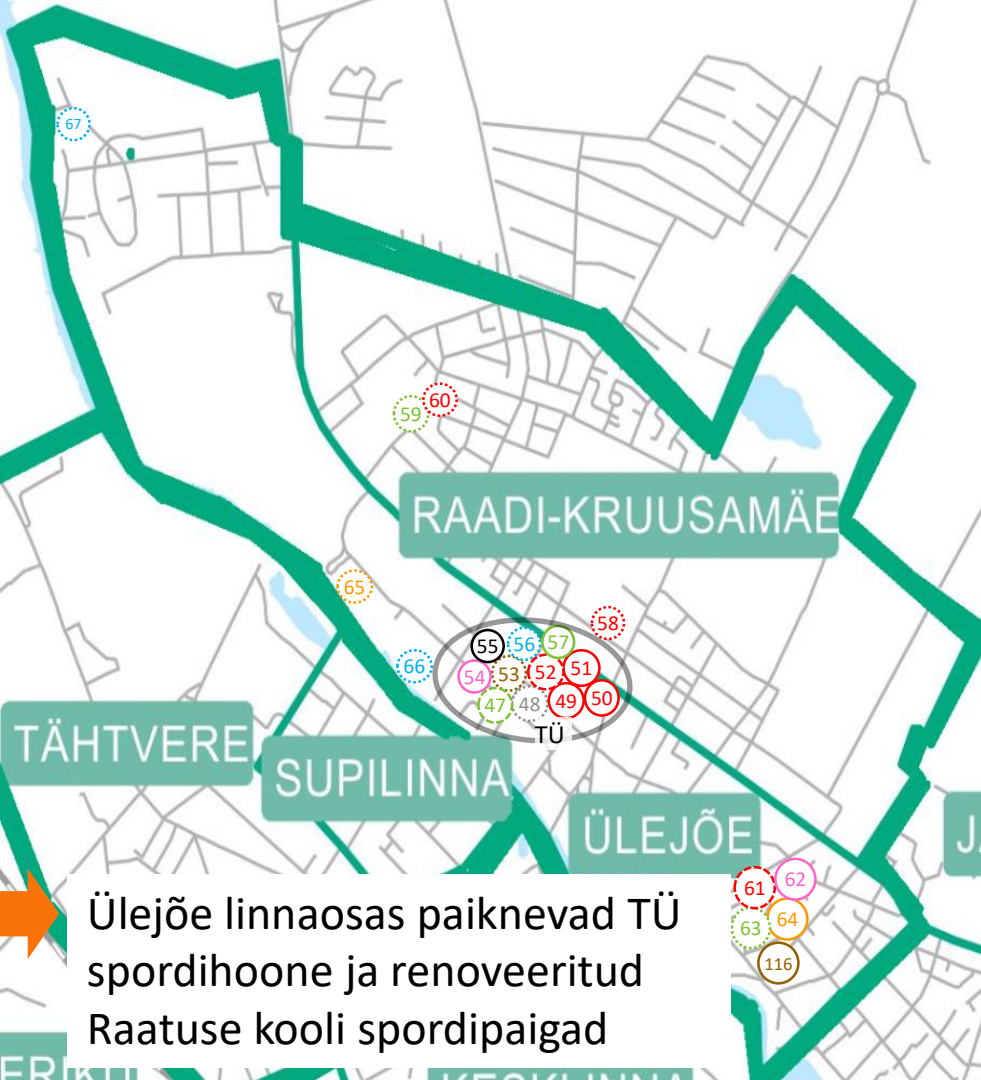 67
59 60
RAADI-KRUUSAMÄE
65
58
55 56 57
66
54 53 52 51
47 48 49 50
TÜ
TÄHTVERE
SUPILINNA
ÜLEJÕE
61 62
63 64
116
Ülejõe linnaosas paiknevad TÜ
spordihoone ja renoveeritud
Raatuse kooli spordipaigad